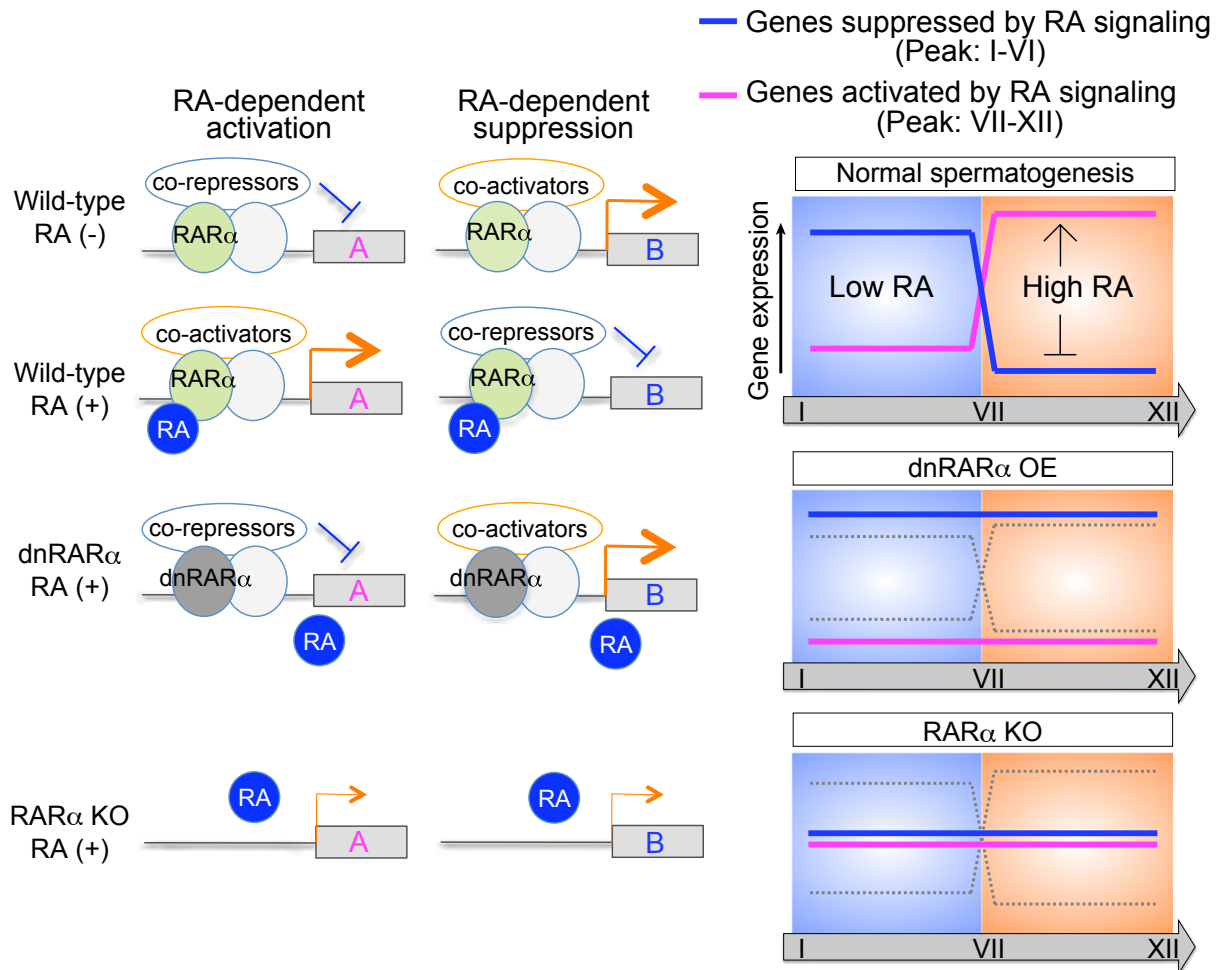 Genes suppressed by RA signaling
(Peak: I-VI)
Genes activated by RA signaling
(Peak: VII-XII)
RA-dependent
activation
RA-dependent
suppression
Wild-type
RA (-)
co-repressors
RARα
A
co-activators
RARα
B
Wild-type
RA (+)
co-activators
RARα
RA
A
co-repressors
RARα
RA
B
dnRARα
RA (+)
co-repressors
dnRARα
A
RA
co-activators
dnRARα
B
RA
RARα KO
RA (+)
RA
A
RA
B
Normal spermatogenesis
Gene expression
Low RA
High RA
I VII XII
dnRARα OE
I VII XII
RARα KO
I VII XII